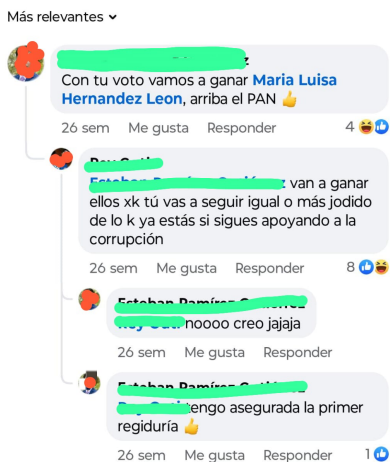 Más relevantes
Con tu voto vamos a ganar Maria Luisa
Hernandez Leon, arriba el PAN 👍
26 sem Me gusta Responder 4
van a ganar
ellos xk tú vas a seguir igual o más jodido
de lo k ya estás si sigues apoyando a la
corrupción
26 sem Me gusta Responder 8
noooo creo jajaja
26 sem Me gusta Responder
tengo asegurada la primer
regiduría 👍
26 sem Me gusta Responder 1